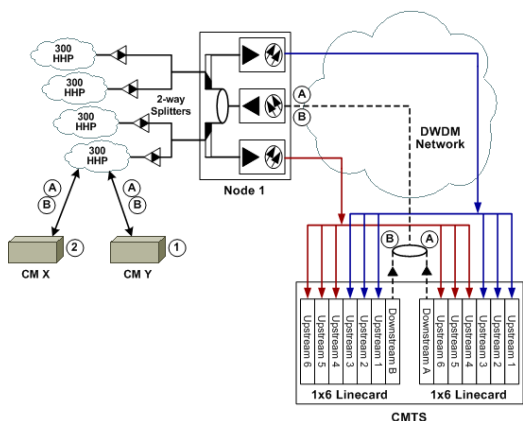 300
HHP
300
HHP
300
HHP
300
HHP
2-way
Splitters
Node 1
A
B
DWDM
Network
A
B
A
B
2
1
CM X
CM Y
B
A
Upstream 6
Upstream 5
Upstream 4
Upstream 3
Upstream 2
Upstream 1
Downstream B
Downstream A
Upstream 6
Upstream 5
Upstream 4
Upstream 3
Upstream 2
Upstream 1
1x6 Linecard
1x6 Linecard
CMTS